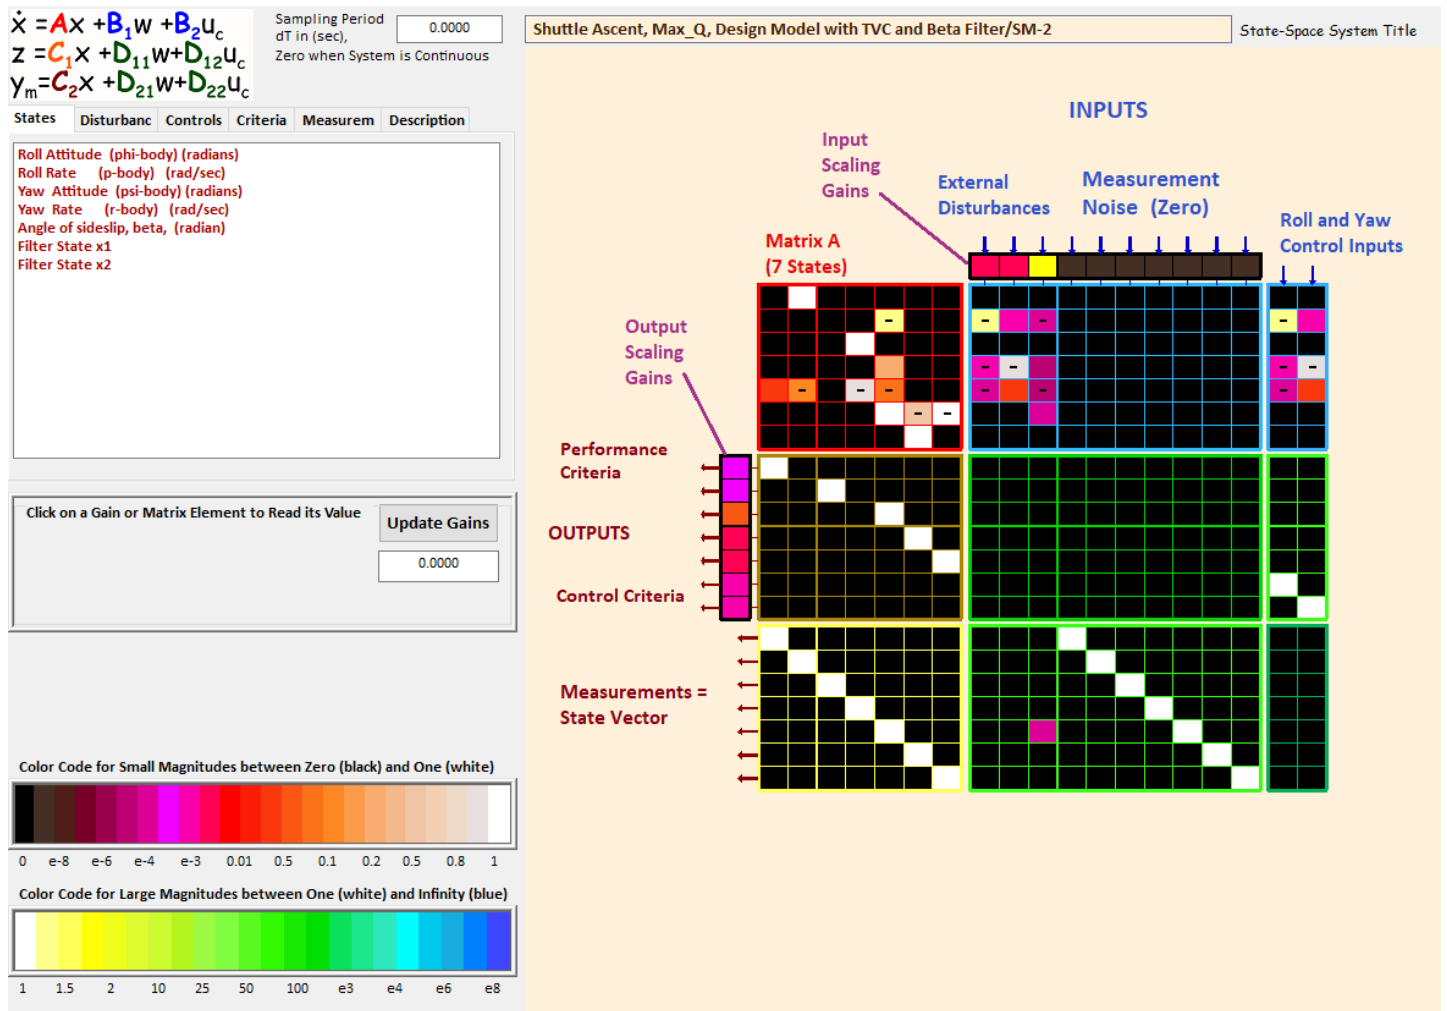 ẋ =Ax +B₁w +B₂u꜀
z =C₁x +D₁₁w+D₁₂u꜀
yₘ=C₂x +D₂₁w+D₂₂u꜀
Sampling Period
dT in (sec),
Zero when System is Continuous
0.0000
Shuttle Ascent, Max_Q, Design Model with TVC and Beta Filter/SM-2
State-Space System Title
States
Disturbanc
Controls
Criteria
Measurem
Description
Roll Attitude (phi-body) (radians)
Roll Rate (p-body) (rad/sec)
Yaw Attitude (psi-body) (radians)
Yaw Rate (r-body) (rad/sec)
Angle of sideslip, beta, (radian)
Filter State x1
Filter State x2
INPUTS
Input
Scaling
Gains
External
Disturbances
Measurement
Noise (Zero)
Roll and Yaw
Control Inputs
Matrix A
(7 States)
Output
Scaling
Gains
- - - -
- - -
- - - - - -
- -
Performance
Criteria
OUTPUTS
Control Criteria
Measurements =
State Vector
Click on a Gain or Matrix Element to Read its Value
Update Gains
0.0000
Color Code for Small Magnitudes between Zero (black) and One (white)
0 e-8 e-6 e-4 e-3 0.01 0.5 0.1 0.2 0.5 0.8 1
Color Code for Large Magnitudes between One (white) and Infinity (blue)
1 1.5 2 10 25 50 100 e3 e4 e6 e8